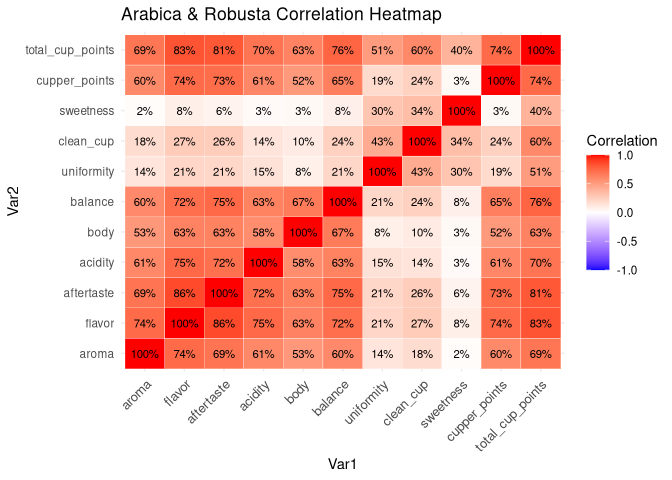 Arabica & Robusta Correlation Heatmap
Var2
total_cup_points 69% 83% 81% 70% 63% 76% 51% 60% 40% 74% 100%
cupper_points 60% 74% 73% 61% 52% 65% 19% 24% 3% 100% 74%
sweetness 2% 8% 6% 3% 3% 8% 30% 34% 100% 3% 40%
clean_cup 18% 27% 26% 14% 10% 24% 43% 100% 34% 24% 60%
uniformity 14% 21% 21% 15% 8% 21% 100% 43% 30% 19% 51%
balance 60% 72% 75% 63% 67% 100% 21% 24% 8% 65% 76%
body 53% 63% 63% 58% 100% 67% 8% 10% 3% 52% 63%
acidity 61% 75% 72% 100% 58% 63% 15% 14% 3% 61% 70%
aftertaste 69% 86% 100% 72% 63% 75% 21% 26% 6% 73% 81%
flavor 74% 100% 86% 75% 63% 72% 21% 27% 8% 74% 83%
aroma 100% 74% 69% 61% 53% 60% 14% 18% 2% 60% 69%
aroma flavor aftertaste acidity body balance uniformity clean_cup sweetness cupper_points total_cup_points
Var1
Correlation
1.0
0.5
0.0
-0.5
-1.0